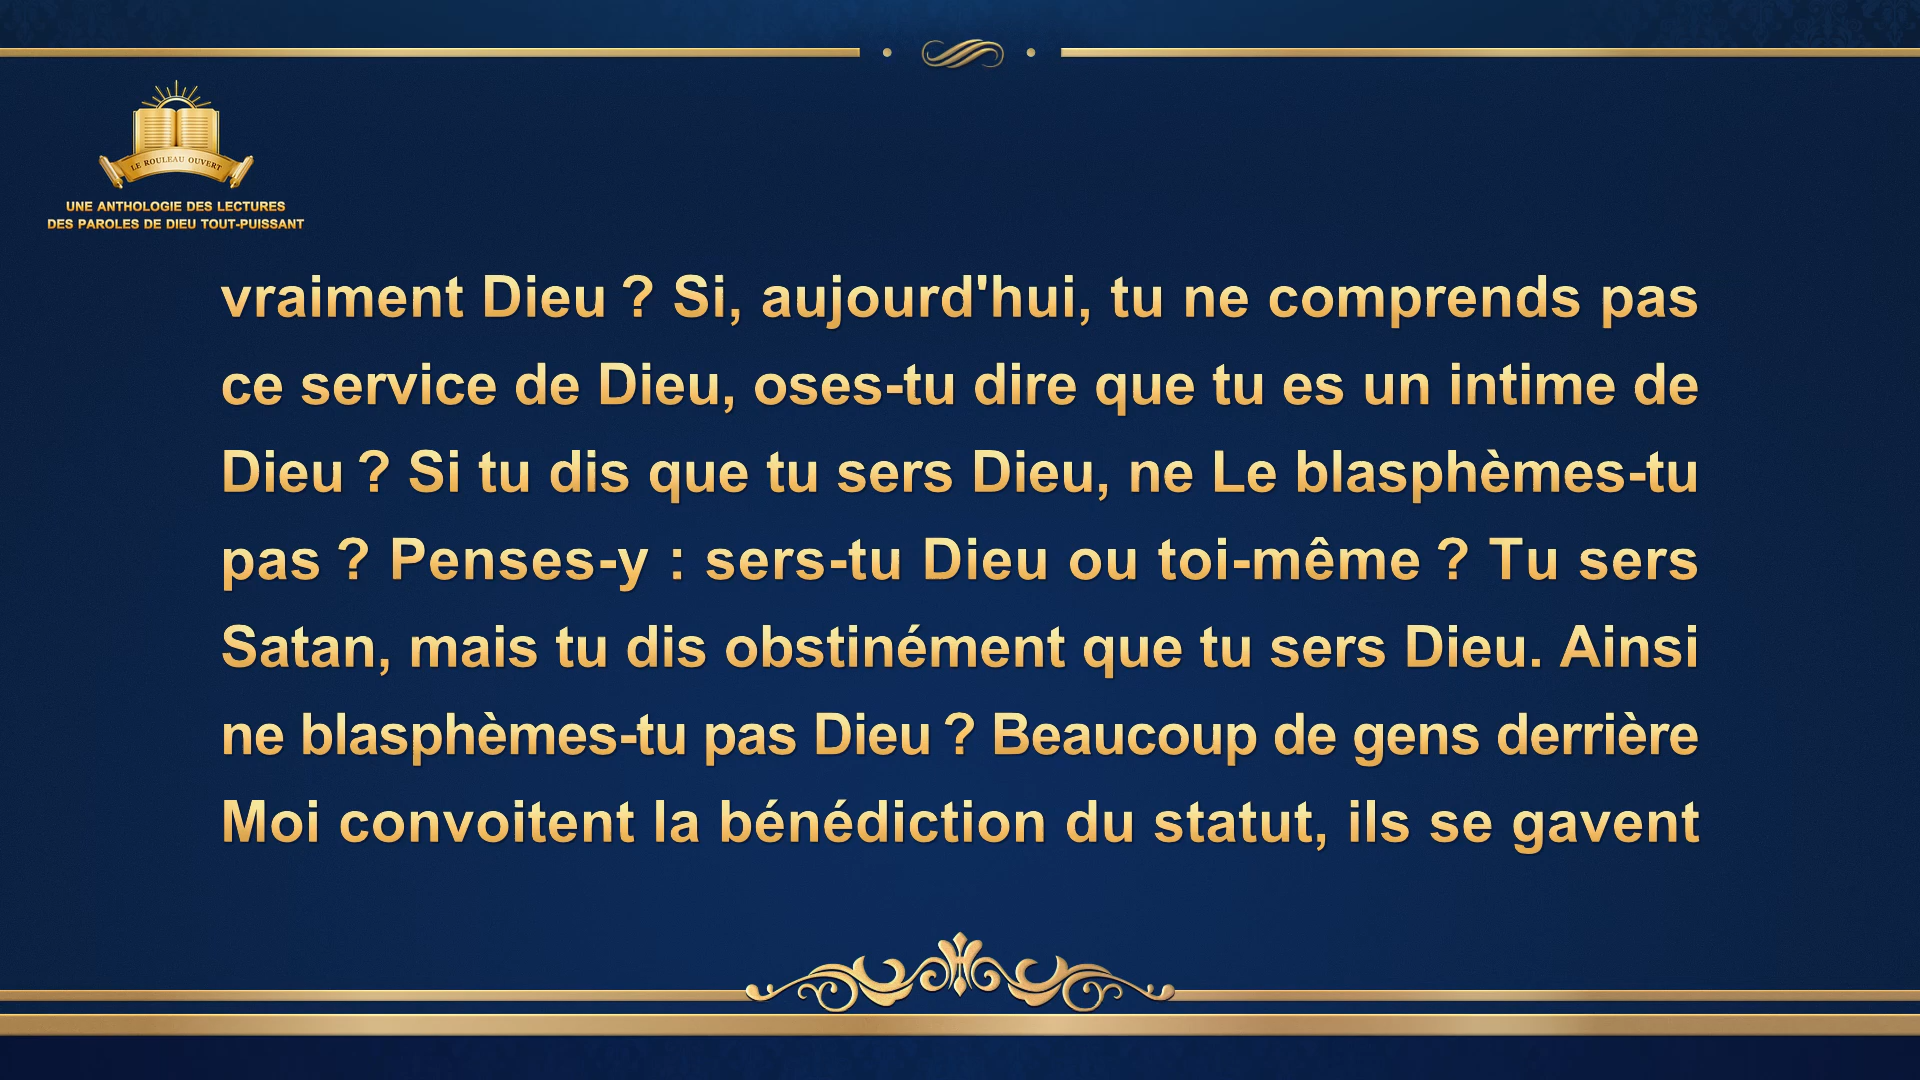 LE ROULEAU OUVERT
UNE ANTHOLOGIE DES LECTURES
DES PAROLES DE DIEU TOUT-PUISSANT
vraiment Dieu ? Si, aujourd'hui, tu ne comprends pas
ce service de Dieu, oses-tu dire que tu es un intime de
Dieu ? Si tu dis que tu sers Dieu, ne Le blasphèmes-tu
pas ? Penses-y : sers-tu Dieu ou toi-même ? Tu sers
Satan, mais tu dis obstinément que tu sers Dieu. Ainsi
ne blasphèmes-tu pas Dieu ? Beaucoup de gens derrière
Moi convoitent la bénédiction du statut, ils se gavent